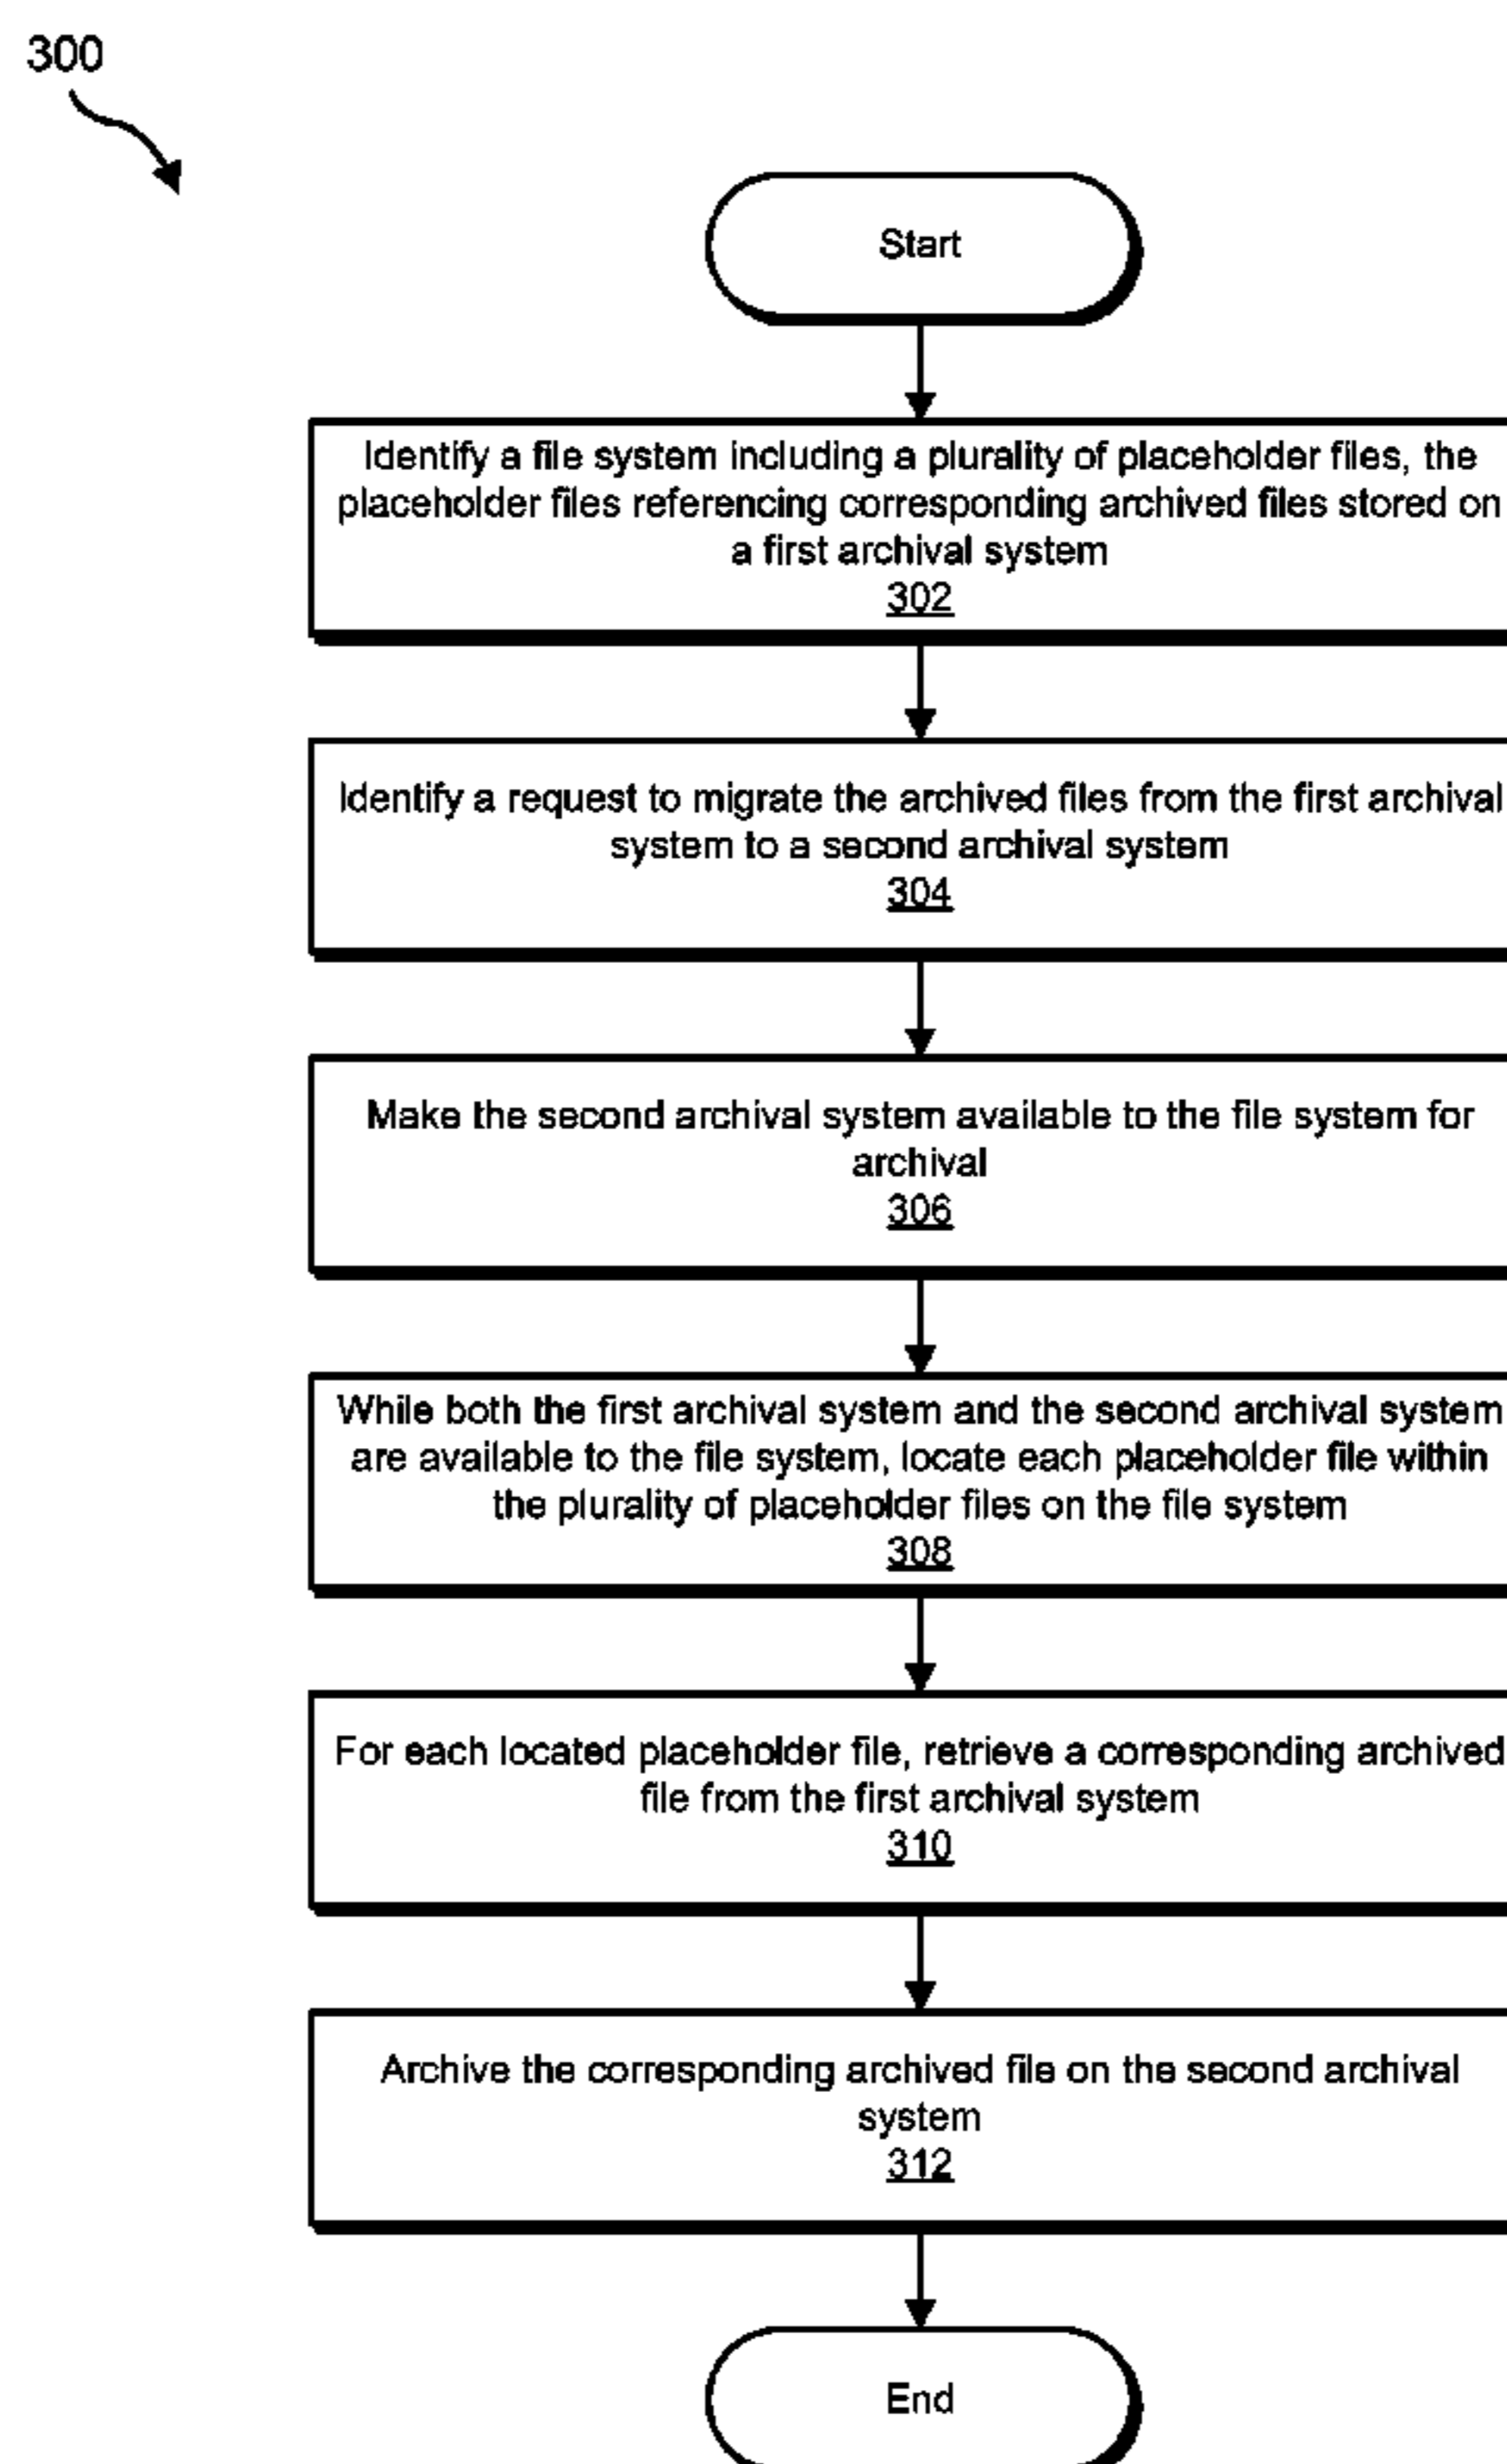 300
Start
Identify a file system including a plurality of placeholder files, the
placeholder files referencing corresponding archived files stored on
a first archival system
302
Identify a request to migrate the archived files from the first archival
system to a second archival system
304
Make the second archival system available to the file system for
archival
306
While both the first archival system and the second archival system
are available to the file system, locate each placeholder file within
the plurality of placeholder files on the file system
308
For each located placeholder file, retrieve a corresponding archived
file from the first archival system
310
Archive the corresponding archived file on the second archival
system
312
End